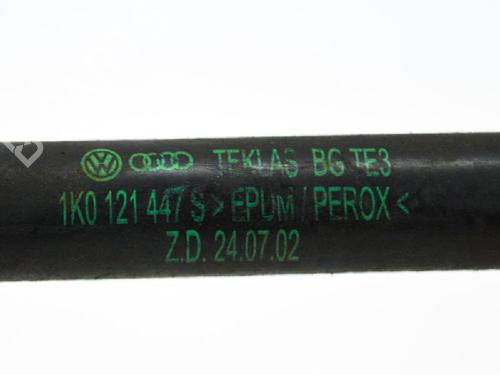 TEKLAS BG TE3
1K0 121 447 S > EPDM / PEROX <
Z.D. 24.07.02